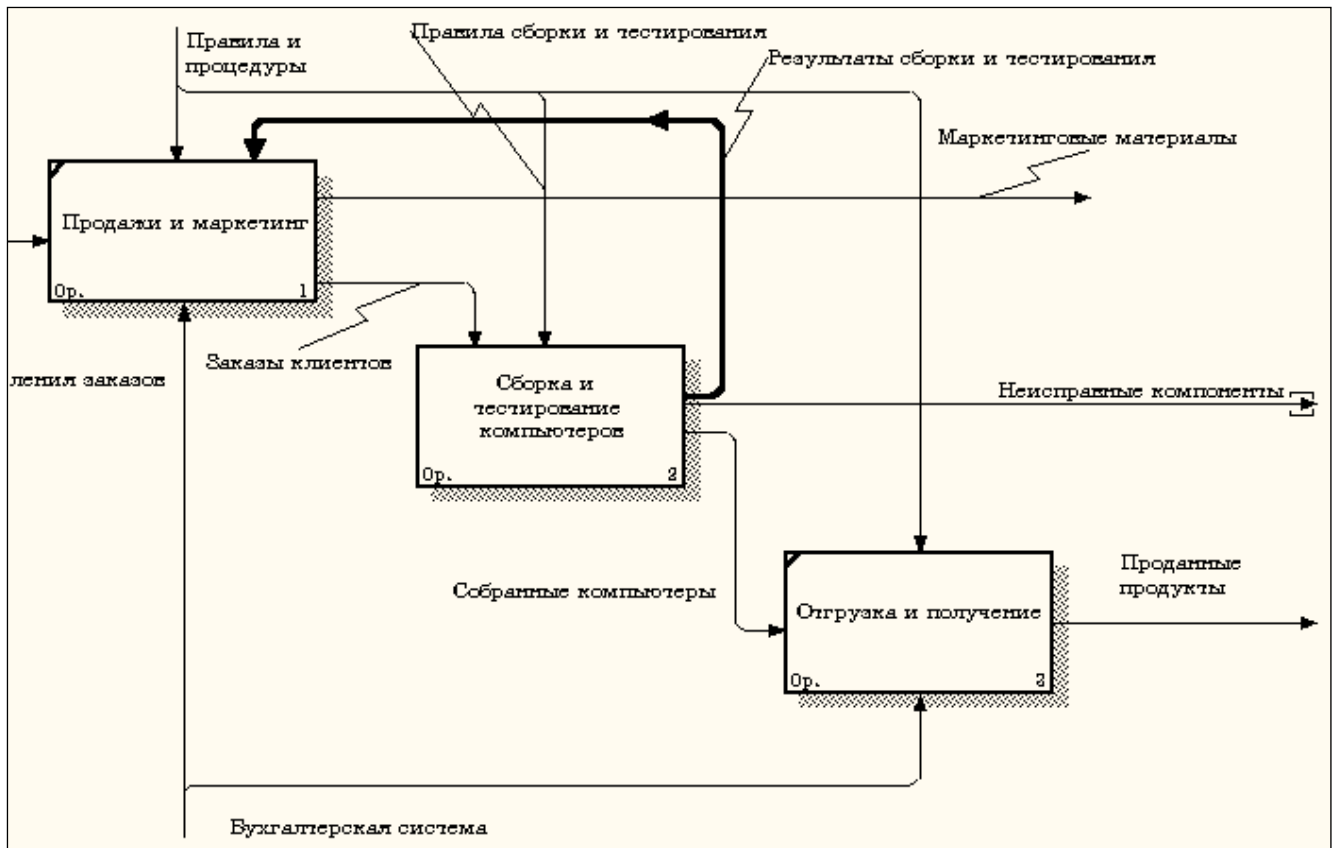 Правила и
процедуры
Правила сборки и тестирования
Результаты сборки и тестирования
Маркетинговые материалы
Продажи и маркетинг
0р. 1
Заказы клиентов
ления заказов
Сборка и
тестирование
компьютеров
0р. 2
Неисправные компоненты
Собранные компьютеры
Проданные
продукты
Отгрузка и получение
0р. 3
Бухгалтерская система